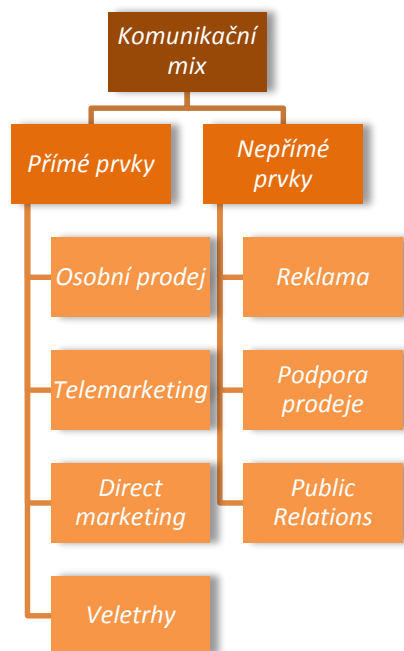 Komunikační
mix
Přímé prvky
Nepřímé
prvky
Osobní prodej
Reklama
Telemarketing
Podpora
prodeje
Direct
marketing
Public
Relations
Veletrhy